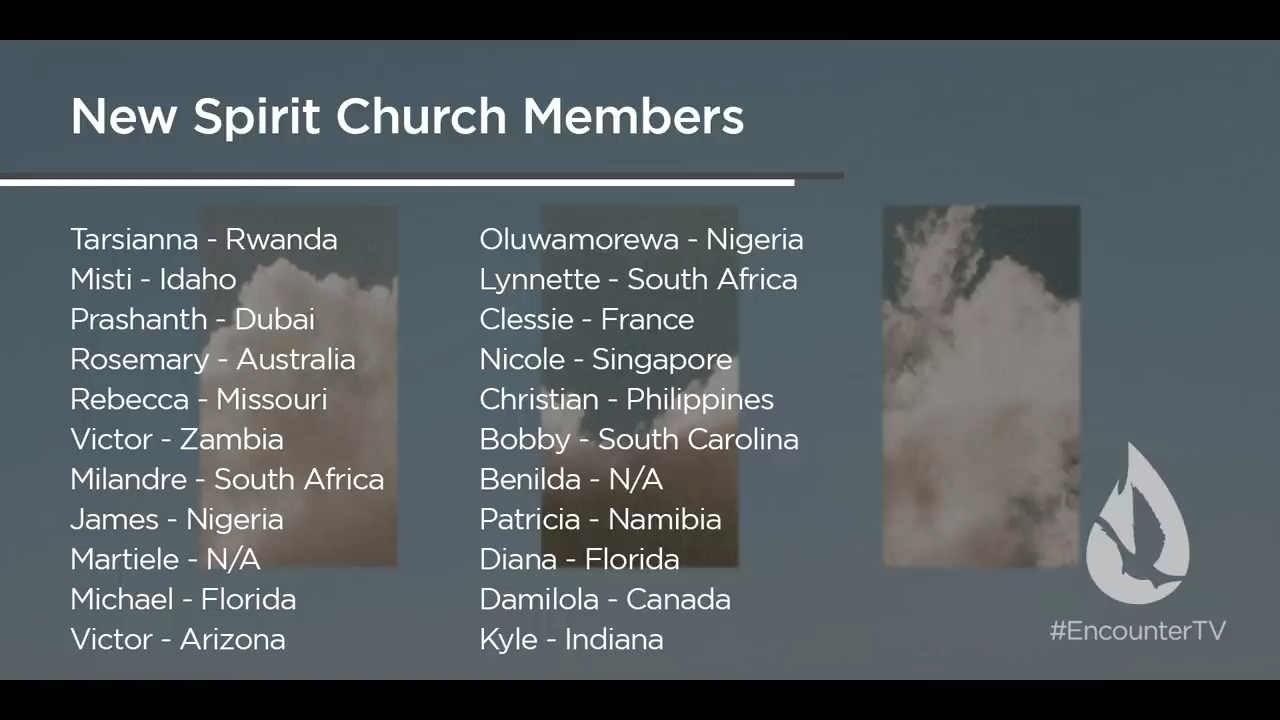 New Spirit Church Members
Tarsianna - Rwanda
Misti - Idaho
Prashanth - Dubai
Rosemary - Australia
Rebecca - Missouri
Victor - Zambia
Milandre - South Africa
James - Nigeria
Martiele - N/A
Michael - Florida
Victor - Arizona
Oluwamorewa - Nigeria
Lynnette - South Africa
Clessie - France
Nicole - Singapore
Christian - Philippines
Bobby - South Carolina
Benilda - N/A
Patricia - Namibia
Diana - Florida
Damilola - Canada
Kyle - Indiana
#EncounterTV